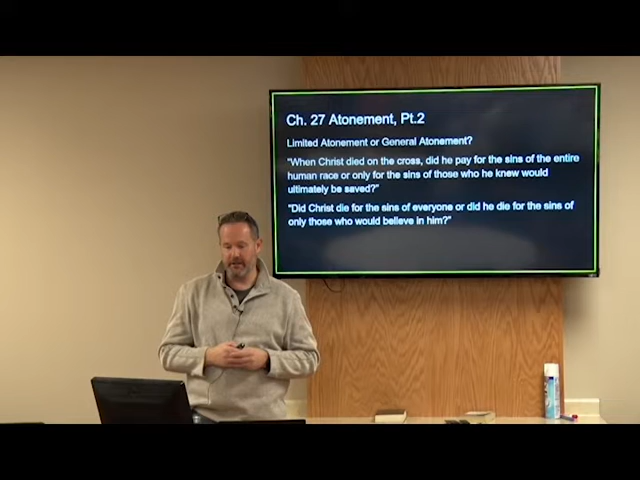 Ch. 27 Atonement, Pt.2
Limited Atonement or General Atonement?
"When Christ died on the cross, did he pay for the sins of the entire
human race or only for the sins of those who he knew would
ultimately be saved?"
"Did Christ die for the sins of everyone or did he die for the sins of
only those who would believe in him?"